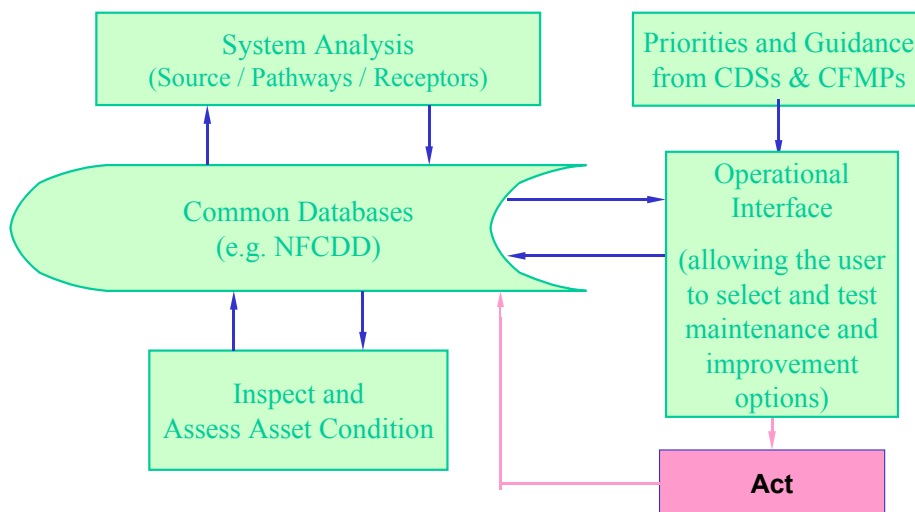 System Analysis
(Source / Pathways / Receptors)
Priorities and Guidance
from CDSs & CFMPs
Common Databases
(e.g. NFCDD)
Operational
Interface
(allowing the user
to select and test
maintenance and
improvement
options)
Inspect and
Assess Asset Condition
Act